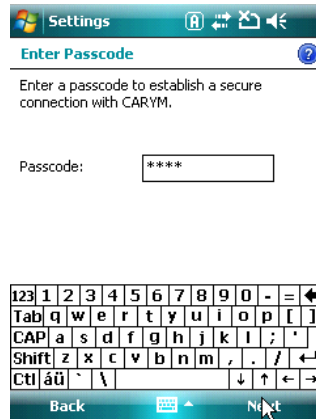 Settings
Enter Passcode
Enter a passcode to establish a secure
connection with CARYM.
Passcode: ****
123 1 2 3 4 5 6 7 8 9 0 - =
Tab q w e r t y u i o p [ ]
CAP a s d f g h j k l ; '
Shift z x c v b n m , . /
Ctl áü ` \
Back Next